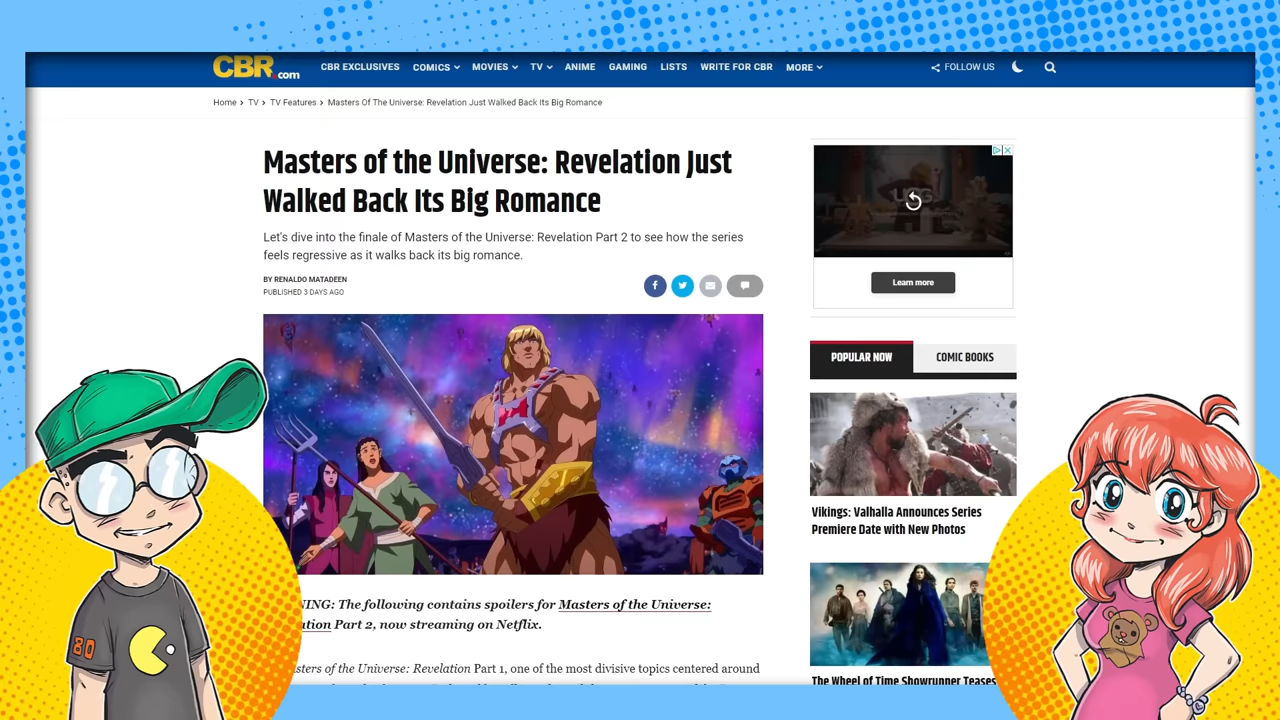 CBR.com
CBR EXCLUSIVES COMICS MOVIES TV ANIME GAMING LISTS WRITE FOR CBR MORE FOLLOW US
Home > TV > TV Features > Masters Of The Universe: Revelation Just Walked Back Its Big Romance
Masters of the Universe: Revelation Just
Walked Back Its Big Romance
Let's dive into the finale of Masters of the Universe: Revelation Part 2 to see how the series
feels regressive as it walks back its big romance.
BY RENALDO MATADEEN
PUBLISHED 3 DAYS AGO
Learn more
POPULAR NOW COMIC BOOKS
Vikings: Valhalla Announces Series
Premiere Date with New Photos
The Wheel of Time Showrunner Teases
NING: The following contains spoilers for Masters of the Universe:
ation Part 2, now streaming on Netflix.
sters of the Universe: Revelation Part 1, one of the most divisive topics centered around
80